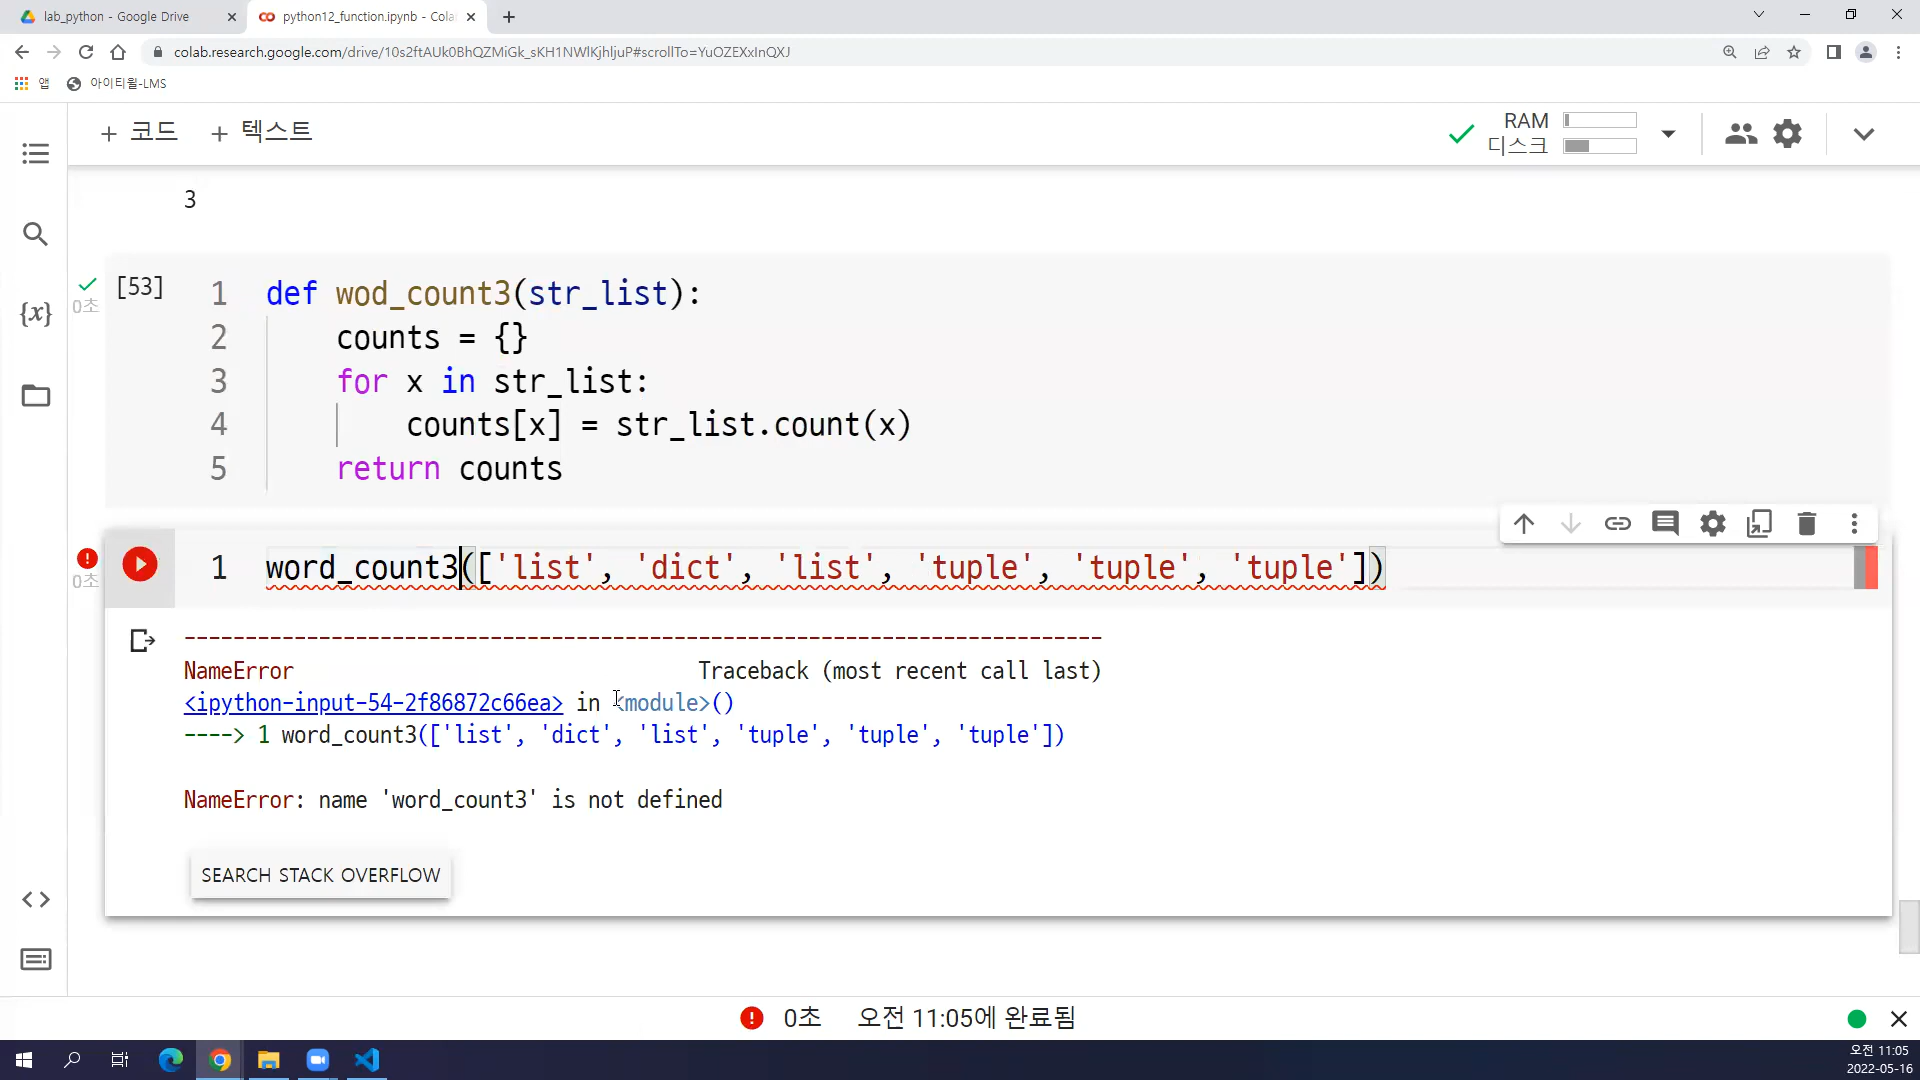 lab_python - Google Drive
python12_function.ipynb - Cola
colab.research.google.com/drive/10s2ftAUk0BhQZMiGk_sKH1NWlKjhljuP#scrollTo=YuOZEXxInQXJ
앱
아이티윌-LMS
+ 코드
+ 텍스트
RAM
디스크
3
{x}
0초
[53]
1 def wod_count3(str_list):
2 counts = {}
3 for x in str_list:
4 counts[x] = str_list.count(x)
5 return counts
0초
1 word_count3(['list', 'dict', 'list', 'tuple', 'tuple', 'tuple'])
---------------------------------------------------------------------------
NameError Traceback (most recent call last)
<ipython-input-54-2f86872c66ea> in <module>()
----> 1 word_count3(['list', 'dict', 'list', 'tuple', 'tuple', 'tuple'])
NameError: name 'word_count3' is not defined
SEARCH STACK OVERFLOW
0초 오전 11:05에 완료됨
오전 11:05
2022-05-16